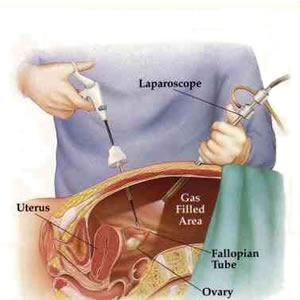 Laparoscope
Gas
Filled
Area
Uterus
Fallopian
Tube
Ovary